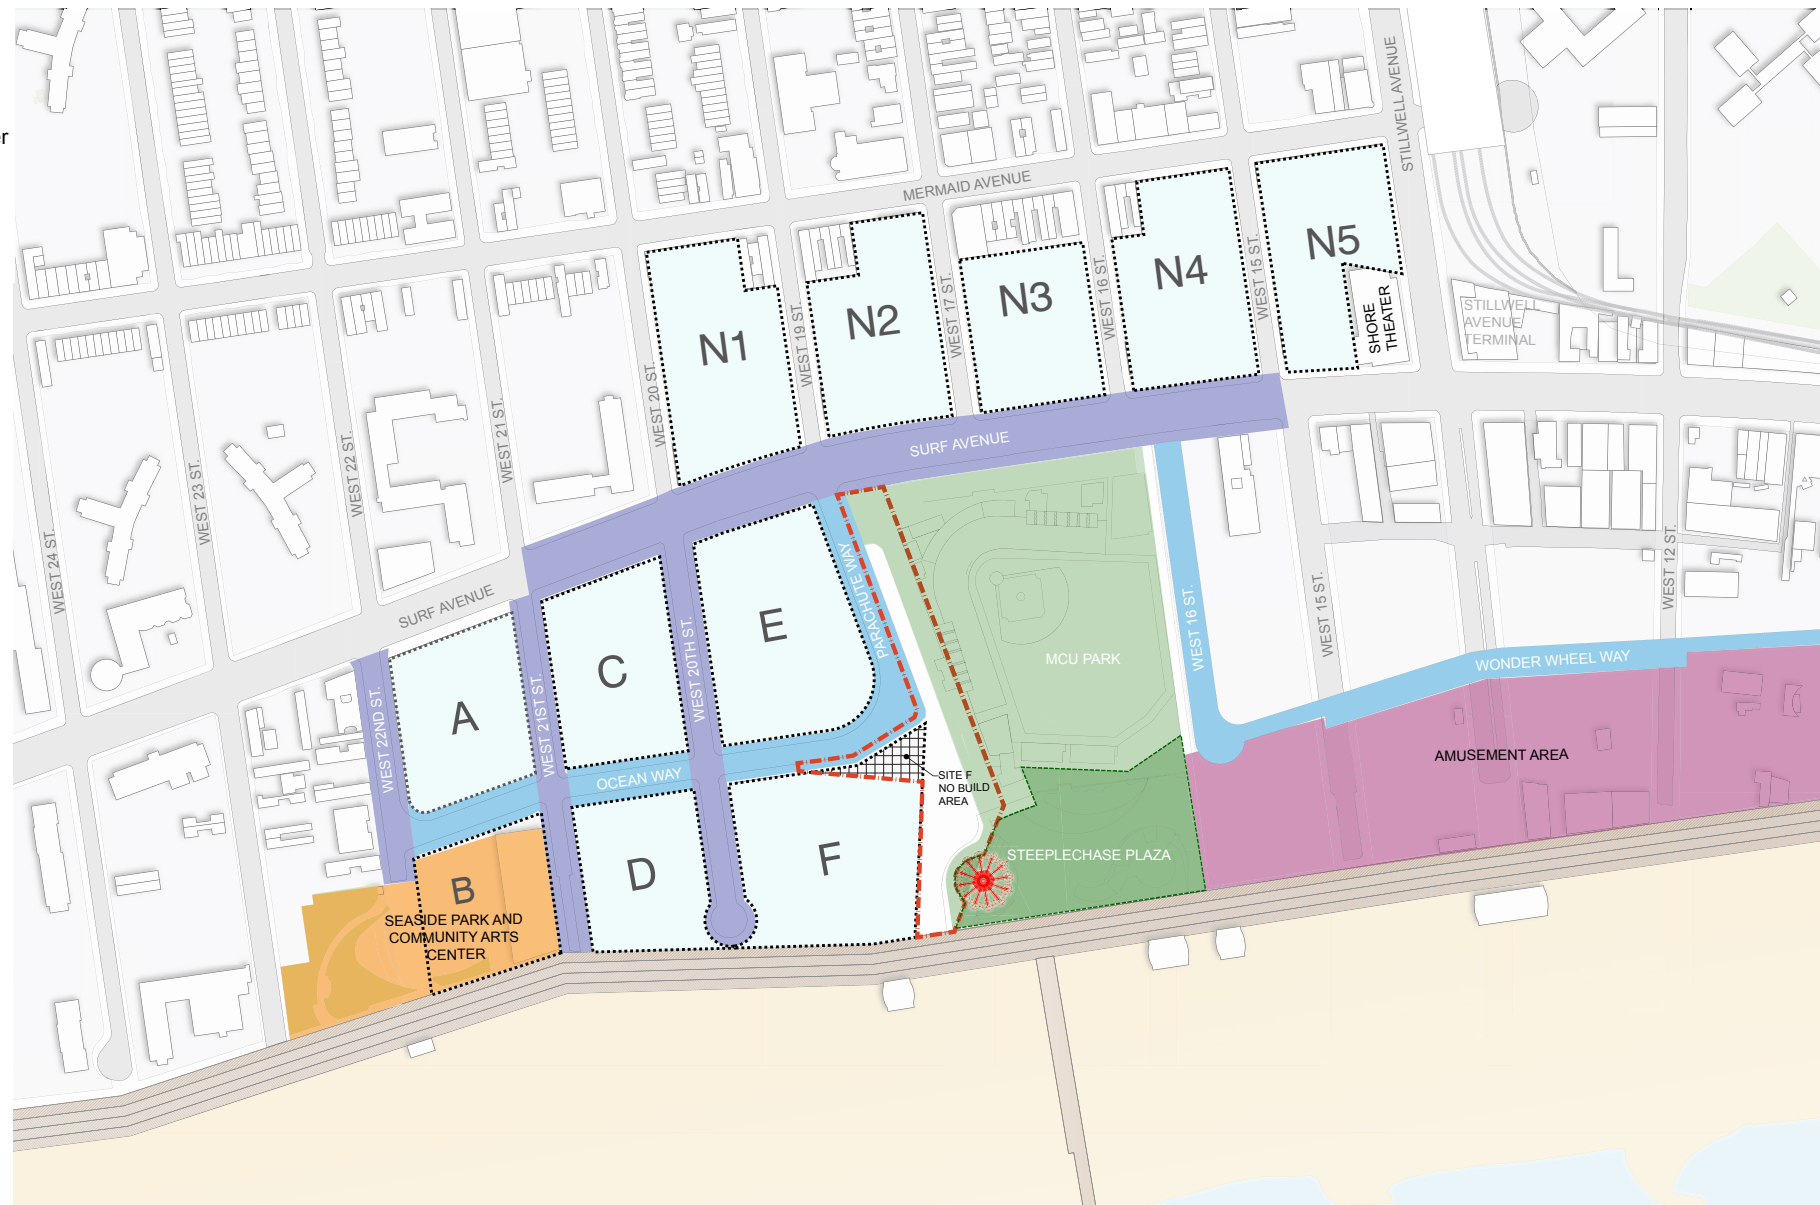 er
STILLWELL AVENUE
MERMAID AVENUE
N1
N2
N3
N4
N5
SHORE
THEATER
STILLWELL
AVENUE/
TERMINAL
WEST 20 ST.
WEST 19 ST.
WEST 17 ST.
WEST 16 ST.
WEST 15 ST.
WEST 24 ST.
WEST 23 ST.
WEST 22 ST.
WEST 21 ST.
SURF AVENUE
SURF AVENUE
WEST 22ND ST.
WEST 21ST ST.
WEST 20TH ST.
PARACHUTE WAY
WEST 16 ST.
WEST 15 ST.
WEST 12 ST.
A
C
E
MCU PARK
WONDER WHEEL WAY
OCEAN WAY
SITE F
NO BUILD
AREA
AMUSEMENT AREA
B
D
F
STEEPLECHASE PLAZA
SEASIDE PARK AND
COMMUNITY ARTS
CENTER